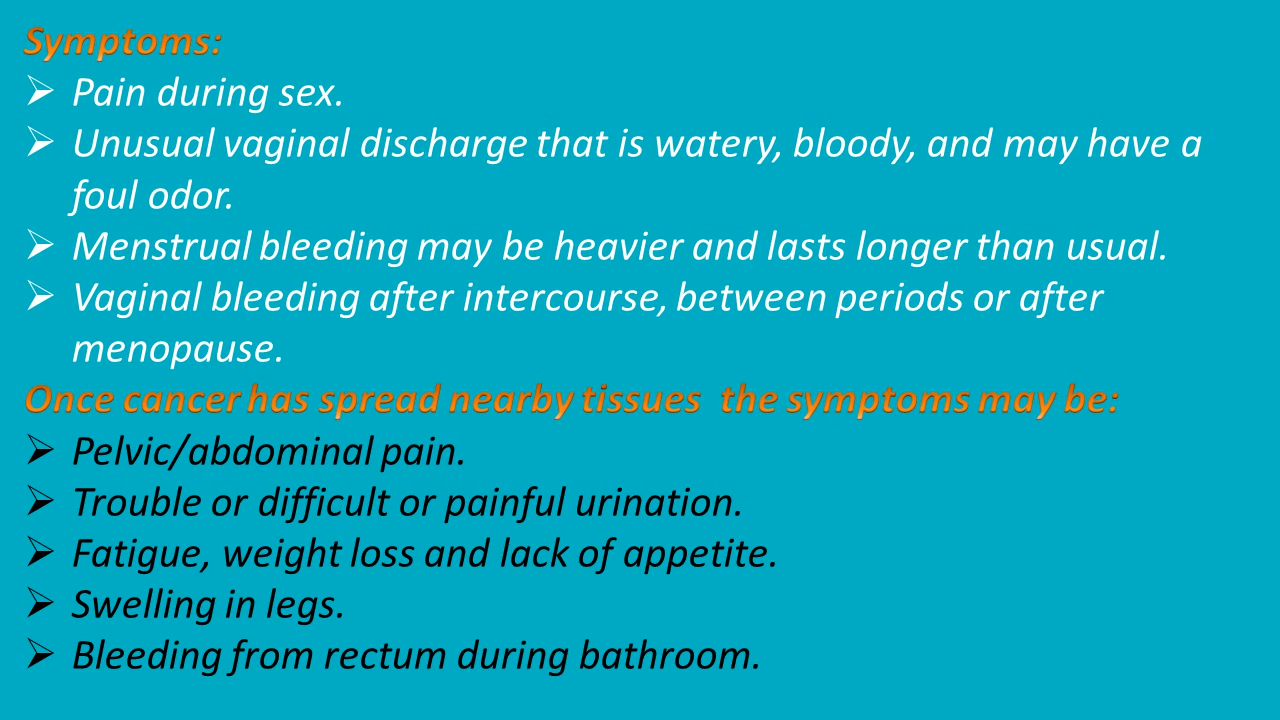 Symptoms:
➢ Pain during sex.
➢ Unusual vaginal discharge that is watery, bloody, and may have a
foul odor.
➢ Menstrual bleeding may be heavier and lasts longer than usual.
➢ Vaginal bleeding after intercourse, between periods or after
menopause.
Once cancer has spread nearby tissues  the symptoms may be:
➢ Pelvic/abdominal pain.
➢ Trouble or difficult or painful urination.
➢ Fatigue, weight loss and lack of appetite.
➢ Swelling in legs.
➢ Bleeding from rectum during bathroom.